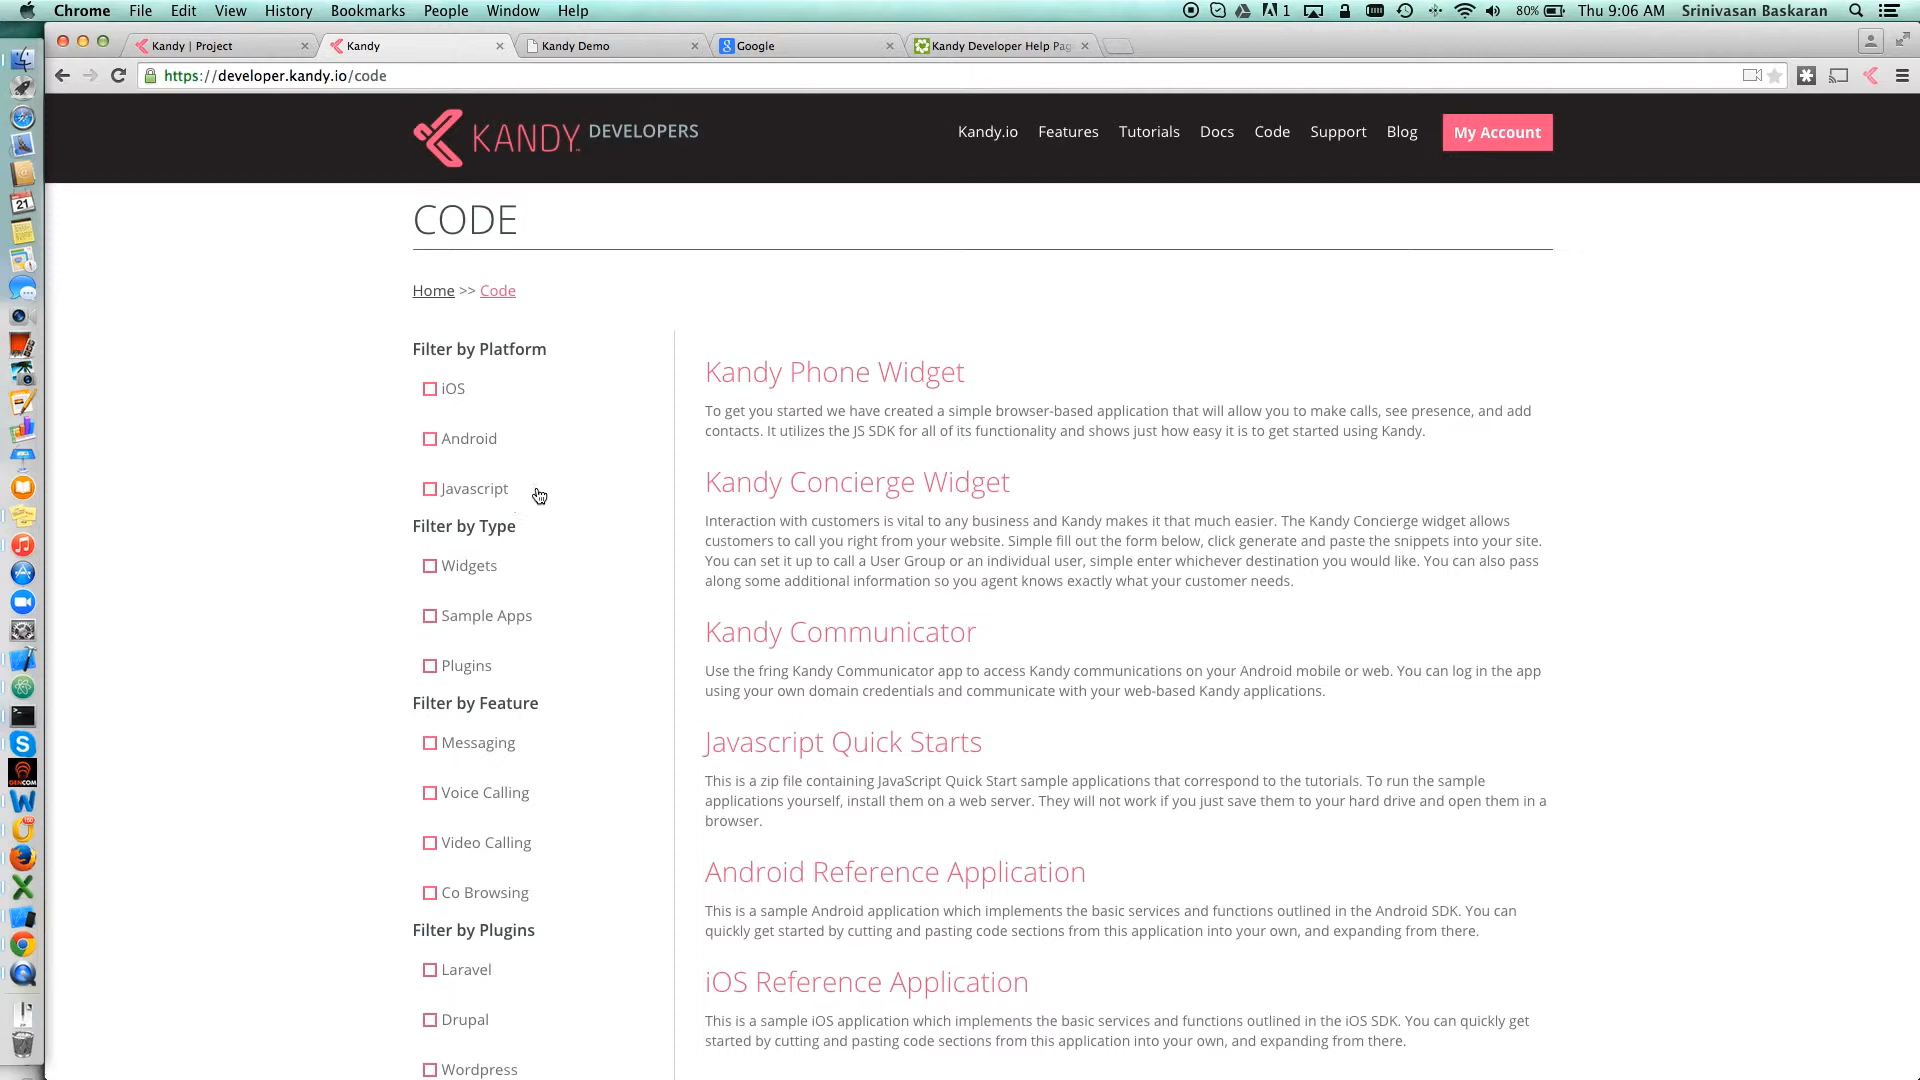 Chrome File Edit View History Bookmarks People Window Help 1 80% Thu 9:06 AM Srinivasan Baskaran
Kandy | Project Kandy Kandy Demo Google Kandy Developer Help Pag
https://developer.kandy.io/code
KANDY DEVELOPERS Kandy.io Features Tutorials Docs Code Support Blog My Account
CODE
Home >> Code
Filter by Platform
iOS
Android
Javascript
Filter by Type
Widgets
Sample Apps
Plugins
Filter by Feature
Messaging
Voice Calling
Video Calling
Co Browsing
Filter by Plugins
Laravel
Drupal
Wordpress
Kandy Phone Widget
To get you started we have created a simple browser-based application that will allow you to make calls, see presence, and add
contacts. It utilizes the JS SDK for all of its functionality and shows just how easy it is to get started using Kandy.
Kandy Concierge Widget
Interaction with customers is vital to any business and Kandy makes it that much easier. The Kandy Concierge widget allows
customers to call you right from your website. Simple fill out the form below, click generate and paste the snippets into your site.
You can set it up to call a User Group or an individual user, simple enter whichever destination you would like. You can also pass
along some additional information so you agent knows exactly what your customer needs.
Kandy Communicator
Use the fring Kandy Communicator app to access Kandy communications on your Android mobile or web. You can log in the app
using your own domain credentials and communicate with your web-based Kandy applications.
Javascript Quick Starts
This is a zip file containing JavaScript Quick Start sample applications that correspond to the tutorials. To run the sample
applications yourself, install them on a web server. They will not work if you just save them to your hard drive and open them in a
browser.
Android Reference Application
This is a sample Android application which implements the basic services and functions outlined in the Android SDK. You can
quickly get started by cutting and pasting code sections from this application into your own, and expanding from there.
iOS Reference Application
This is a sample iOS application which implements the basic services and functions outlined in the iOS SDK. You can quickly get
started by cutting and pasting code sections from this application into your own, and expanding from there.
21
GENCOM